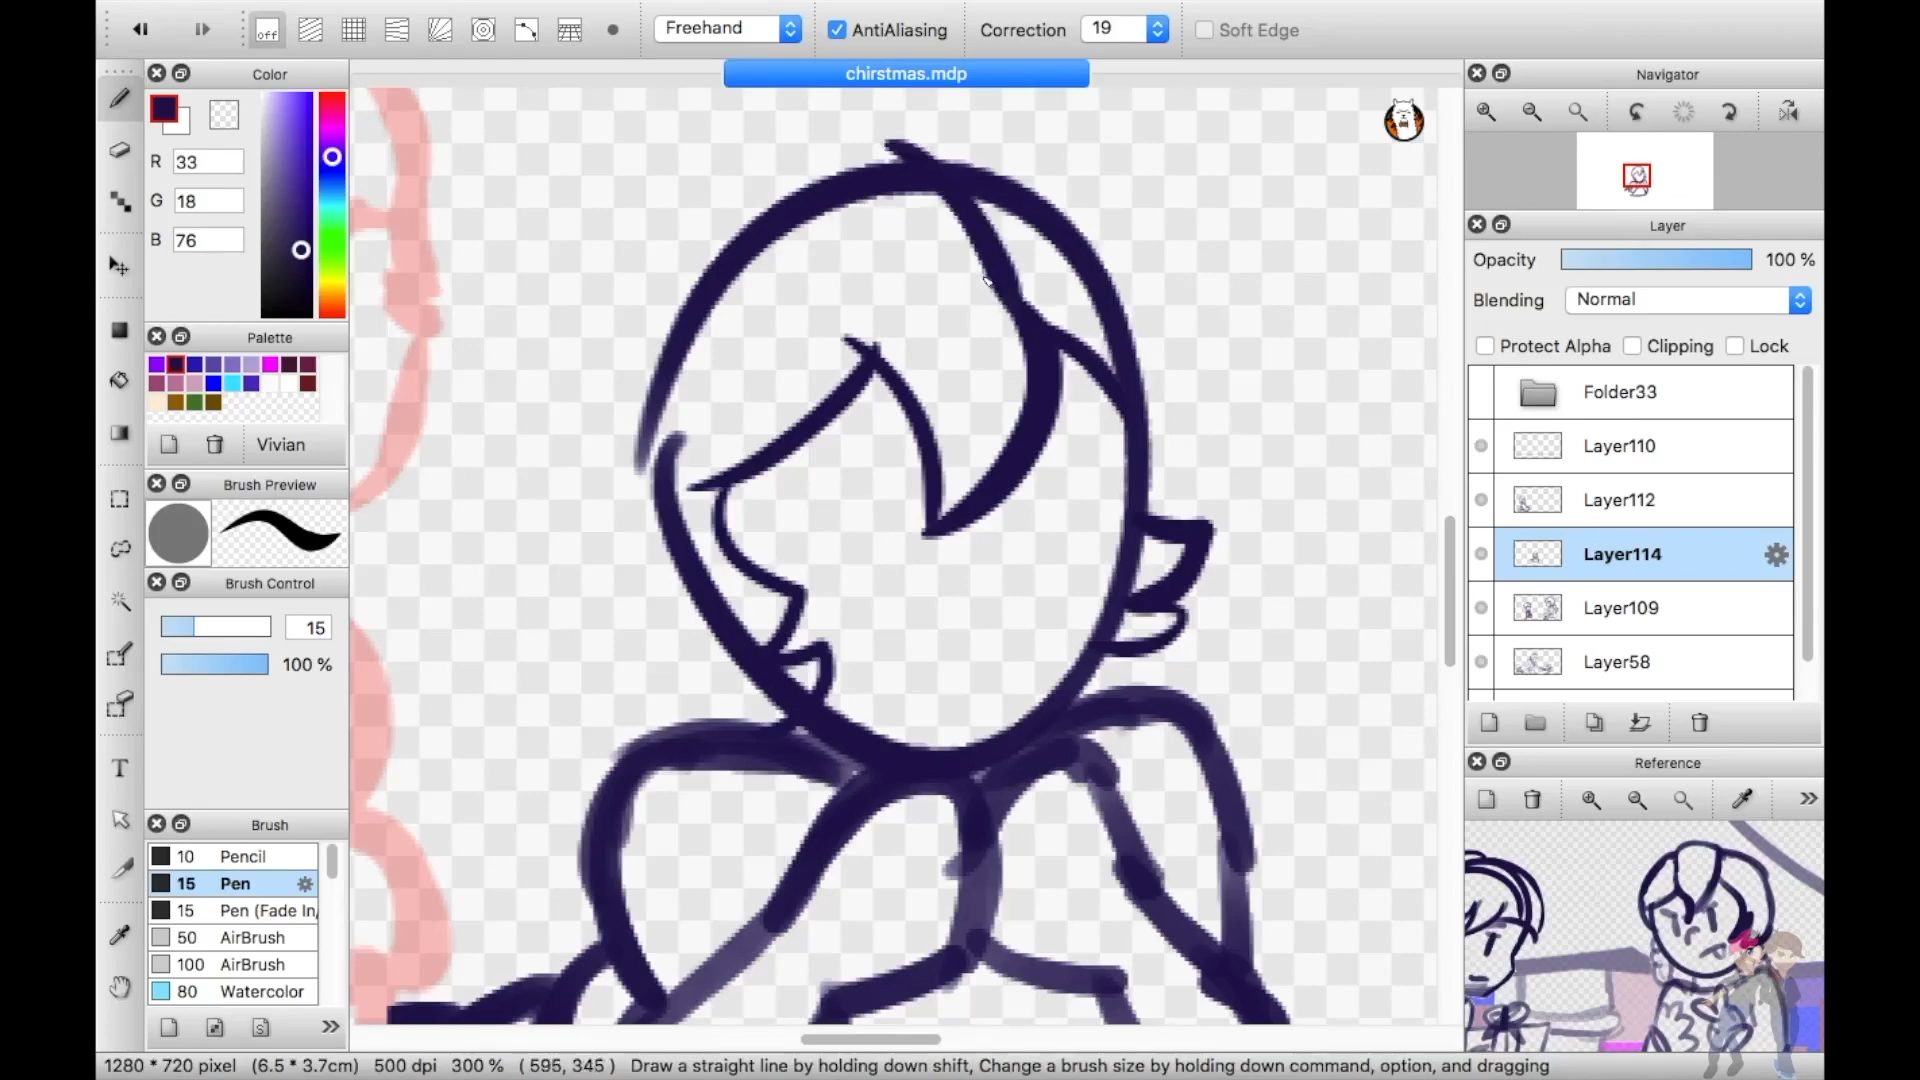 off
Freehand
AntiAliasing
Correction
19
Soft Edge
Color
chirstmas.mdp
Navigator
R 33
G 18
B 76
Layer
Opacity
100 %
Blending
Normal
Protect Alpha
Clipping
Lock
Palette
Vivian
Folder33
Layer110
Layer112
Layer114
Layer109
Layer58
Brush Preview
Brush Control
15
100 %
Reference
Brush
10 Pencil
15 Pen
15 Pen (Fade In/
50 AirBrush
100 AirBrush
80 Watercolor
T
S
1280 * 720 pixel (6.5 * 3.7cm) 500 dpi 300 % ( 595, 345 ) Draw a straight line by holding down shift, Change a brush size by holding down command, option, and dragging